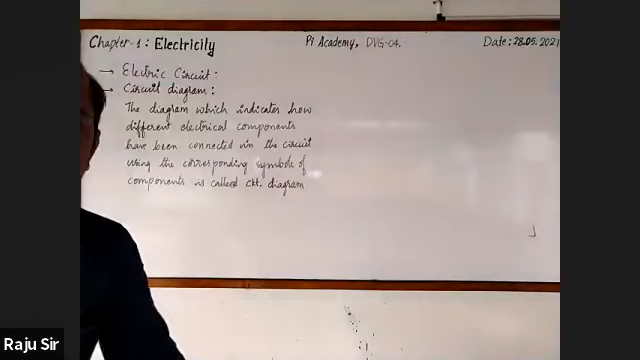 Chapter-1 : Electricity
Pi Academy, DVG-04.
Date: 28.05.2021
→ Electric Circuit :
→ Circuit diagram :
The diagram which indicates how
different electrical components
have been connected in the circuit
using the corresponding symbols of
components is called ckt. diagram
Raju Sir